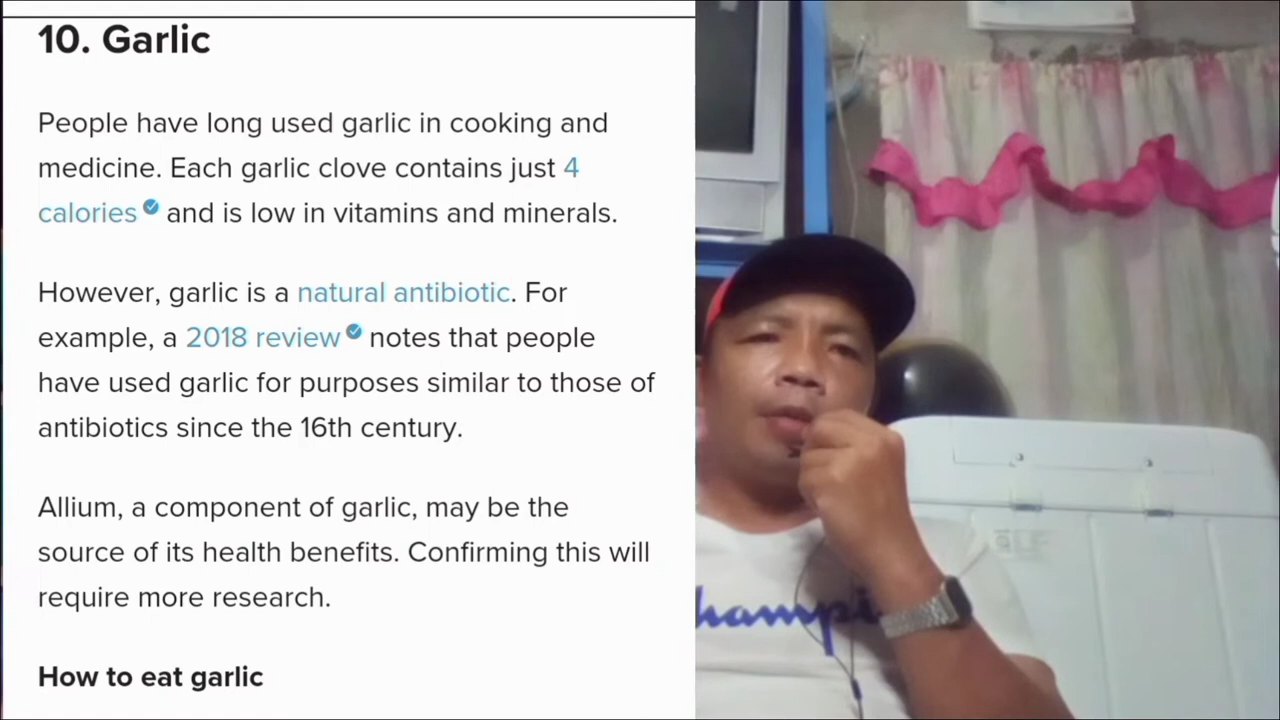 10. Garlic
People have long used garlic in cooking and
medicine. Each garlic clove contains just 4
calories and is low in vitamins and minerals.
However, garlic is a natural antibiotic. For
example, a 2018 review notes that people
have used garlic for purposes similar to those of
antibiotics since the 16th century.
Allium, a component of garlic, may be the
source of its health benefits. Confirming this will
require more research.
How to eat garlic
hampi